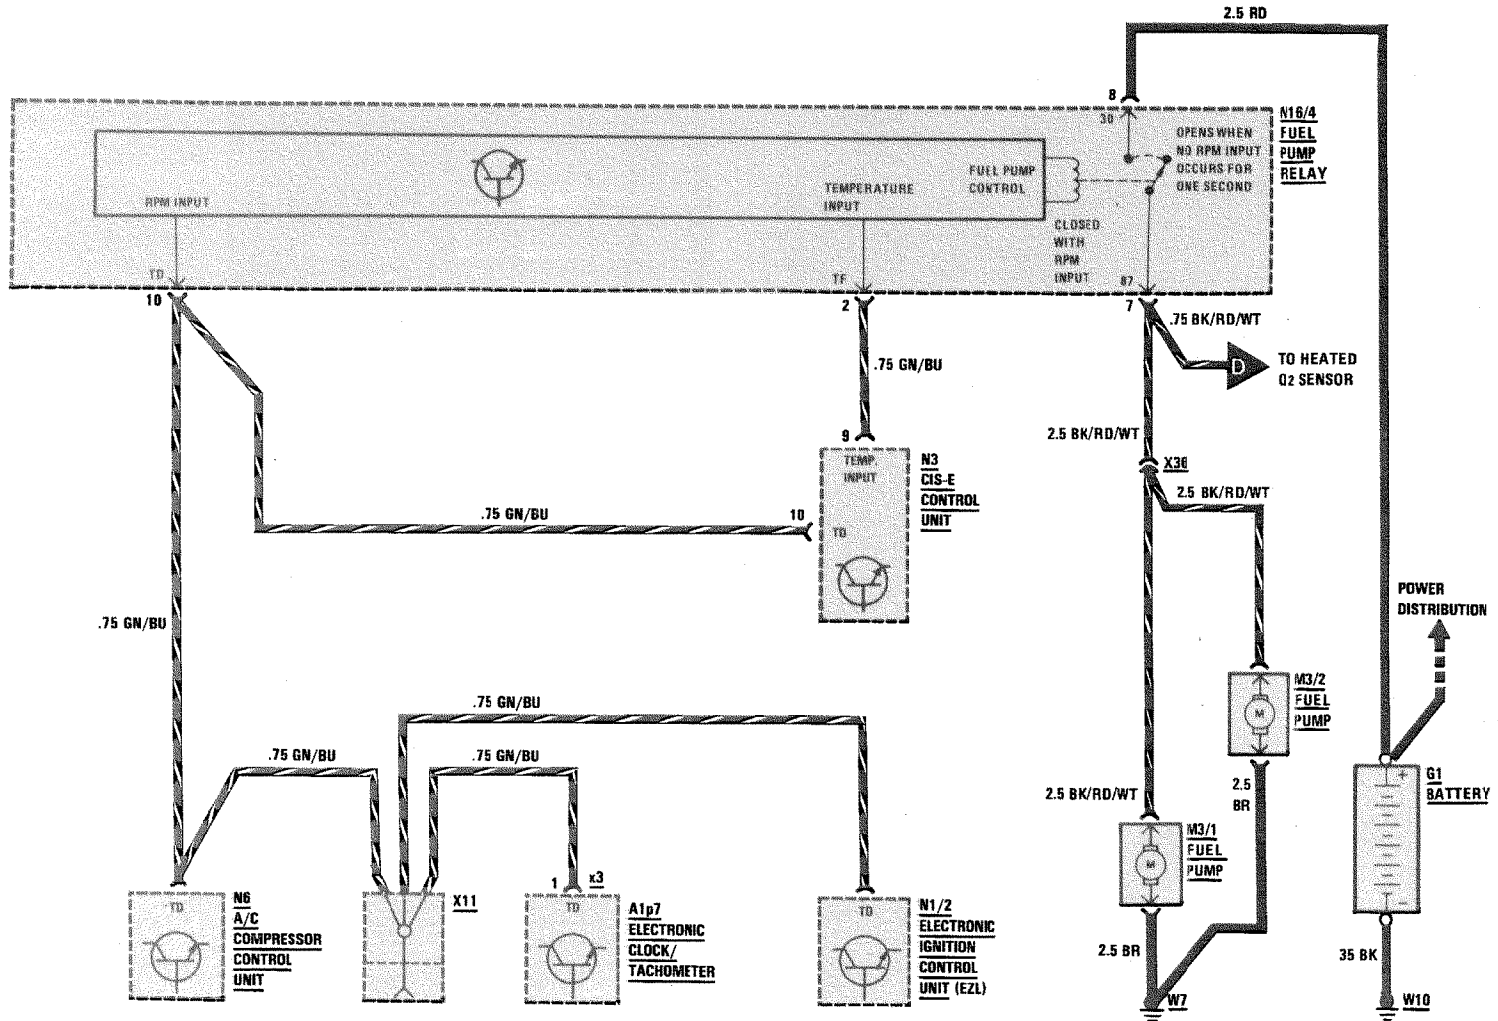 2.5 RD
8
30
N16/4
FUEL
PUMP
RELAY
OPENS WHEN
NO RPM INPUT
OCCURS FOR
ONE SECOND
FUEL PUMP
CONTROL
TEMPERATURE
INPUT
RPM INPUT
CLOSED
WITH
RPM
INPUT
TD
TF
87
10
2
7
.75 BK/RD/WT
D
TO HEATED
O2 SENSOR
.75 GN/BU
2.5 BK/RD/WT
9
TEMP
INPUT
N3
CIS-E
CONTROL
UNIT
X36
2.5 BK/RD/WT
.75 GN/BU
10
TD
POWER
DISTRIBUTION
.75 GN/BU
M3/2
FUEL
PUMP
M
.75 GN/BU
.75 GN/BU
.75 GN/BU
2.5 BK/RD/WT
2.5
BR
G1
BATTERY
+
-
M3/1
FUEL
PUMP
M
N6
A/C
COMPRESSOR
CONTROL
UNIT
TD
X11
1
x3
TD
A1p7
ELECTRONIC
CLOCK/
TACHOMETER
TD
N1/2
ELECTRONIC
IGNITION
CONTROL
UNIT (EZL)
2.5 BR
35 BK
W7
W10